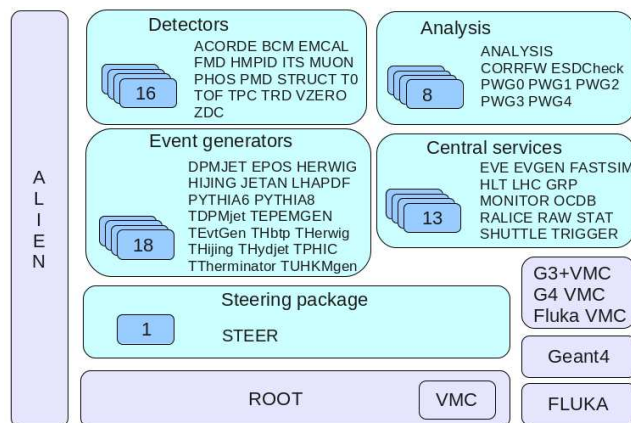 A
L
I
E
N
Detectors
ACORDE BCM EMCAL
FMD HMPID ITS MUON
PHOS PMD STRUCT T0
TOF TPC TRD VZERO
ZDC
16
Analysis
ANALYSIS
CORRFW ESDCheck
PWG0 PWG1 PWG2
PWG3 PWG4
8
Event generators
DPMJET EPOS HERWIG
HIJING JETAN LHAPDF
PYTHIA6 PYTHIA8
TDPMjet TEPEMGEN
TEvtGen THbtp THerwig
THijing THydjet TPHIC
TTherminator TUHKMgen
18
Central services
EVE EVGEN FASTSIM
HLT LHC GRP
MONITOR OCDB
RALICE RAW STAT
SHUTTLE TRIGGER
13
Steering package
1
STEER
G3+VMC
G4 VMC
Fluka VMC
Geant4
ROOT
VMC
FLUKA